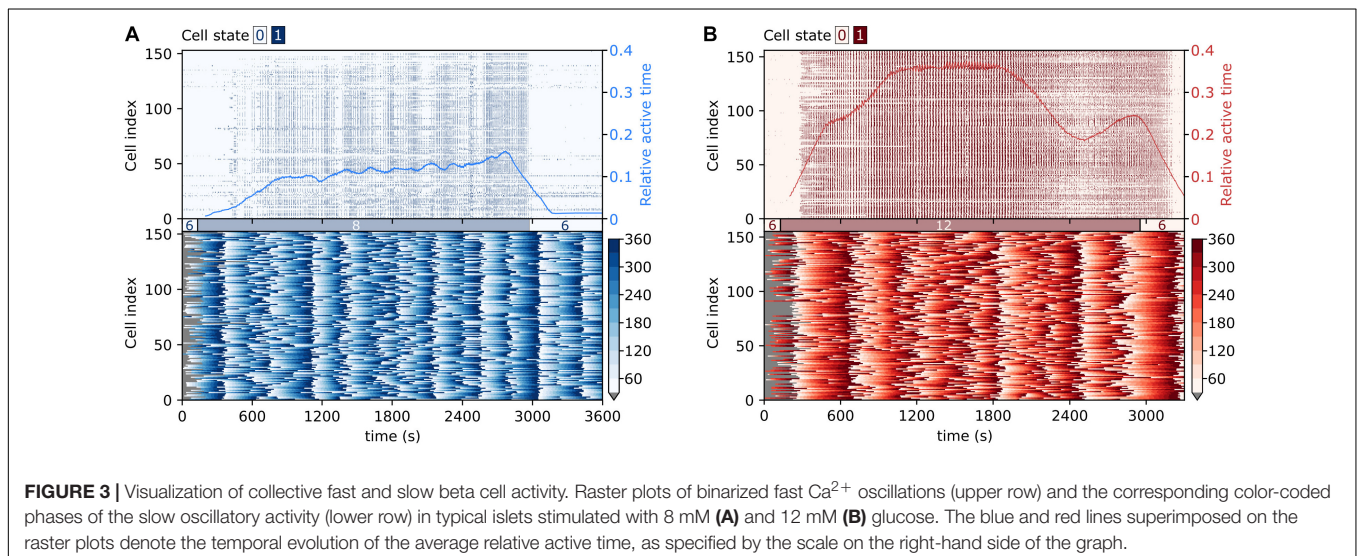 A
Cell state 0 1
150
100
50
0
Cell index
0.4
0.3
0.2
0.1
0
Relative active time
6 8 6
150
100
50
0
Cell index
360
300
240
180
120
60
0 600 1200 1800 2400 3000 3600
time (s)
B
Cell state 0 1
150
100
50
0
Cell index
0.4
0.3
0.2
0.1
0
Relative active time
6 12 6
150
100
50
0
Cell index
360
300
240
180
120
60
0 600 1200 1800 2400 3000
time (s)
FIGURE 3 | Visualization of collective fast and slow beta cell activity. Raster plots of binarized fast Ca2+ oscillations (upper row) and the corresponding color-coded
phases of the slow oscillatory activity (lower row) in typical islets stimulated with 8 mM (A) and 12 mM (B) glucose. The blue and red lines superimposed on the
raster plots denote the temporal evolution of the average relative active time, as specified by the scale on the right-hand side of the graph.